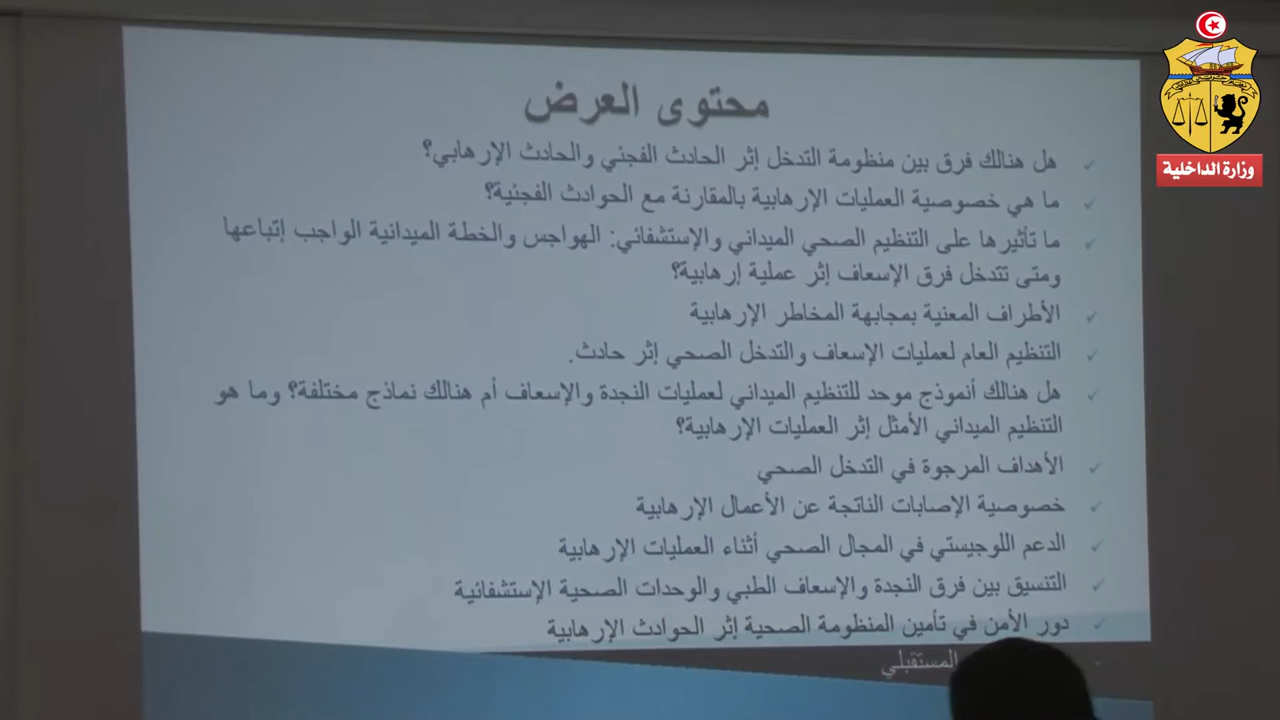 وزارة الداخلية
محتوى العرض
هل هنالك فرق بين منظومة التدخل إثر الحادث الفجئي والحادث الإرهابي؟
ما هي خصوصية العمليات الإرهابية بالمقارنة مع الحوادث الفجئية؟
ما تأثيرها على التنظيم الصحي الميداني والإستشفائي: الهواجس والخطة الميدانية الواجب إتباعها
ومتى تتدخل فرق الإسعاف إثر عملية إرهابية؟
الأطراف المعنية بمجابهة المخاطر الإرهابية
التنظيم العام لعمليات الإسعاف والتدخل الصحي إثر حادث.
هل هنالك أنموذج موحد للتنظيم الميداني لعمليات النجدة والإسعاف أم هنالك نماذج مختلفة؟ وما هو
التنظيم الميداني الأمثل إثر العمليات الإرهابية؟
الأهداف المرجوة في التدخل الصحي
خصوصية الإصابات الناتجة عن الأعمال الإرهابية
الدعم اللوجيستي في المجال الصحي أثناء العمليات الإرهابية
التنسيق بين فرق النجدة والإسعاف الطبي والوحدات الصحية الإستشفائية
دور الأمن في تأمين المنظومة الصحية إثر الحوادث الإرهابية
المستقبلي